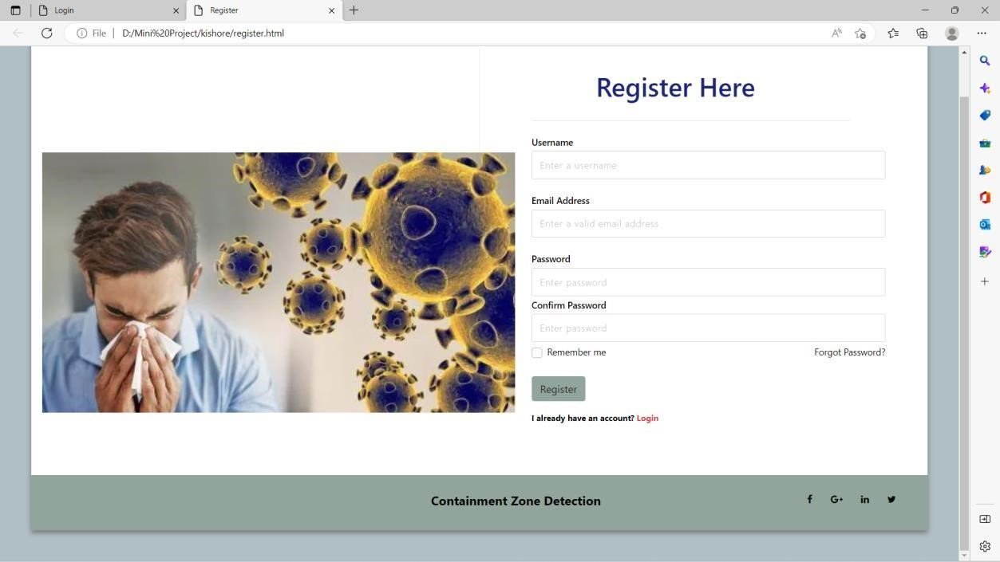 Login
Register
File
D:/Mini%20Project/kishore/register.html
Register Here
Username
Enter a username
Email Address
Enter a valid email address
Password
Enter password
Confirm Password
Enter password
Remember me
Forgot Password?
Register
I already have an account? Login
Containment Zone Detection